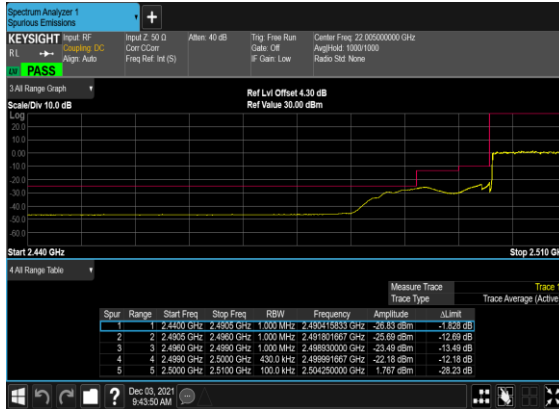 Spectrum Analyzer 1
Spurious Emissions
KEYSIGHT Input: RF Input Z: 50 Ω Atten: 40 dB Trig: Free Run Center Freq: 22.005000000 GHz
RL Coupling: DC Corr CCorr Gate: Off Avg|Hold: 1000/1000
Align: Auto Freq Ref: Int (S) IF Gain: Low Radio Std: None
PASS
3 All Range Graph
Ref Lvl Offset 4.30 dB
Scale/Div 10.0 dB Ref Value 30.00 dBm
Log
20.0
10.0
0.00
-10.0
-20.0
-30.0
-40.0
-50.0
-60.0
Start 2.440 GHz Stop 2.510 GH
4 All Range Table
Measure Trace Trace 1
Trace Type Trace Average (Active
Spur Range Start Freq Stop Freq RBW Frequency Amplitude ΔLimit
1 1 2.4400 GHz 2.4905 GHz 1.000 MHz 2.490415833 GHz -26.83 dBm -1.828 dB
2 2 2.4905 GHz 2.4960 GHz 1.000 MHz 2.491801667 GHz -25.69 dBm -12.69 dB
3 3 2.4960 GHz 2.4990 GHz 1.000 MHz 2.498930000 GHz -23.49 dBm -13.49 dB
4 4 2.4990 GHz 2.5000 GHz 430.0 kHz 2.499991667 GHz -22.18 dBm -12.18 dB
5 5 2.5000 GHz 2.5100 GHz 100.0 kHz 2.504250000 GHz 1.767 dBm -28.23 dB
Dec 03, 2021
9:43:50 AM